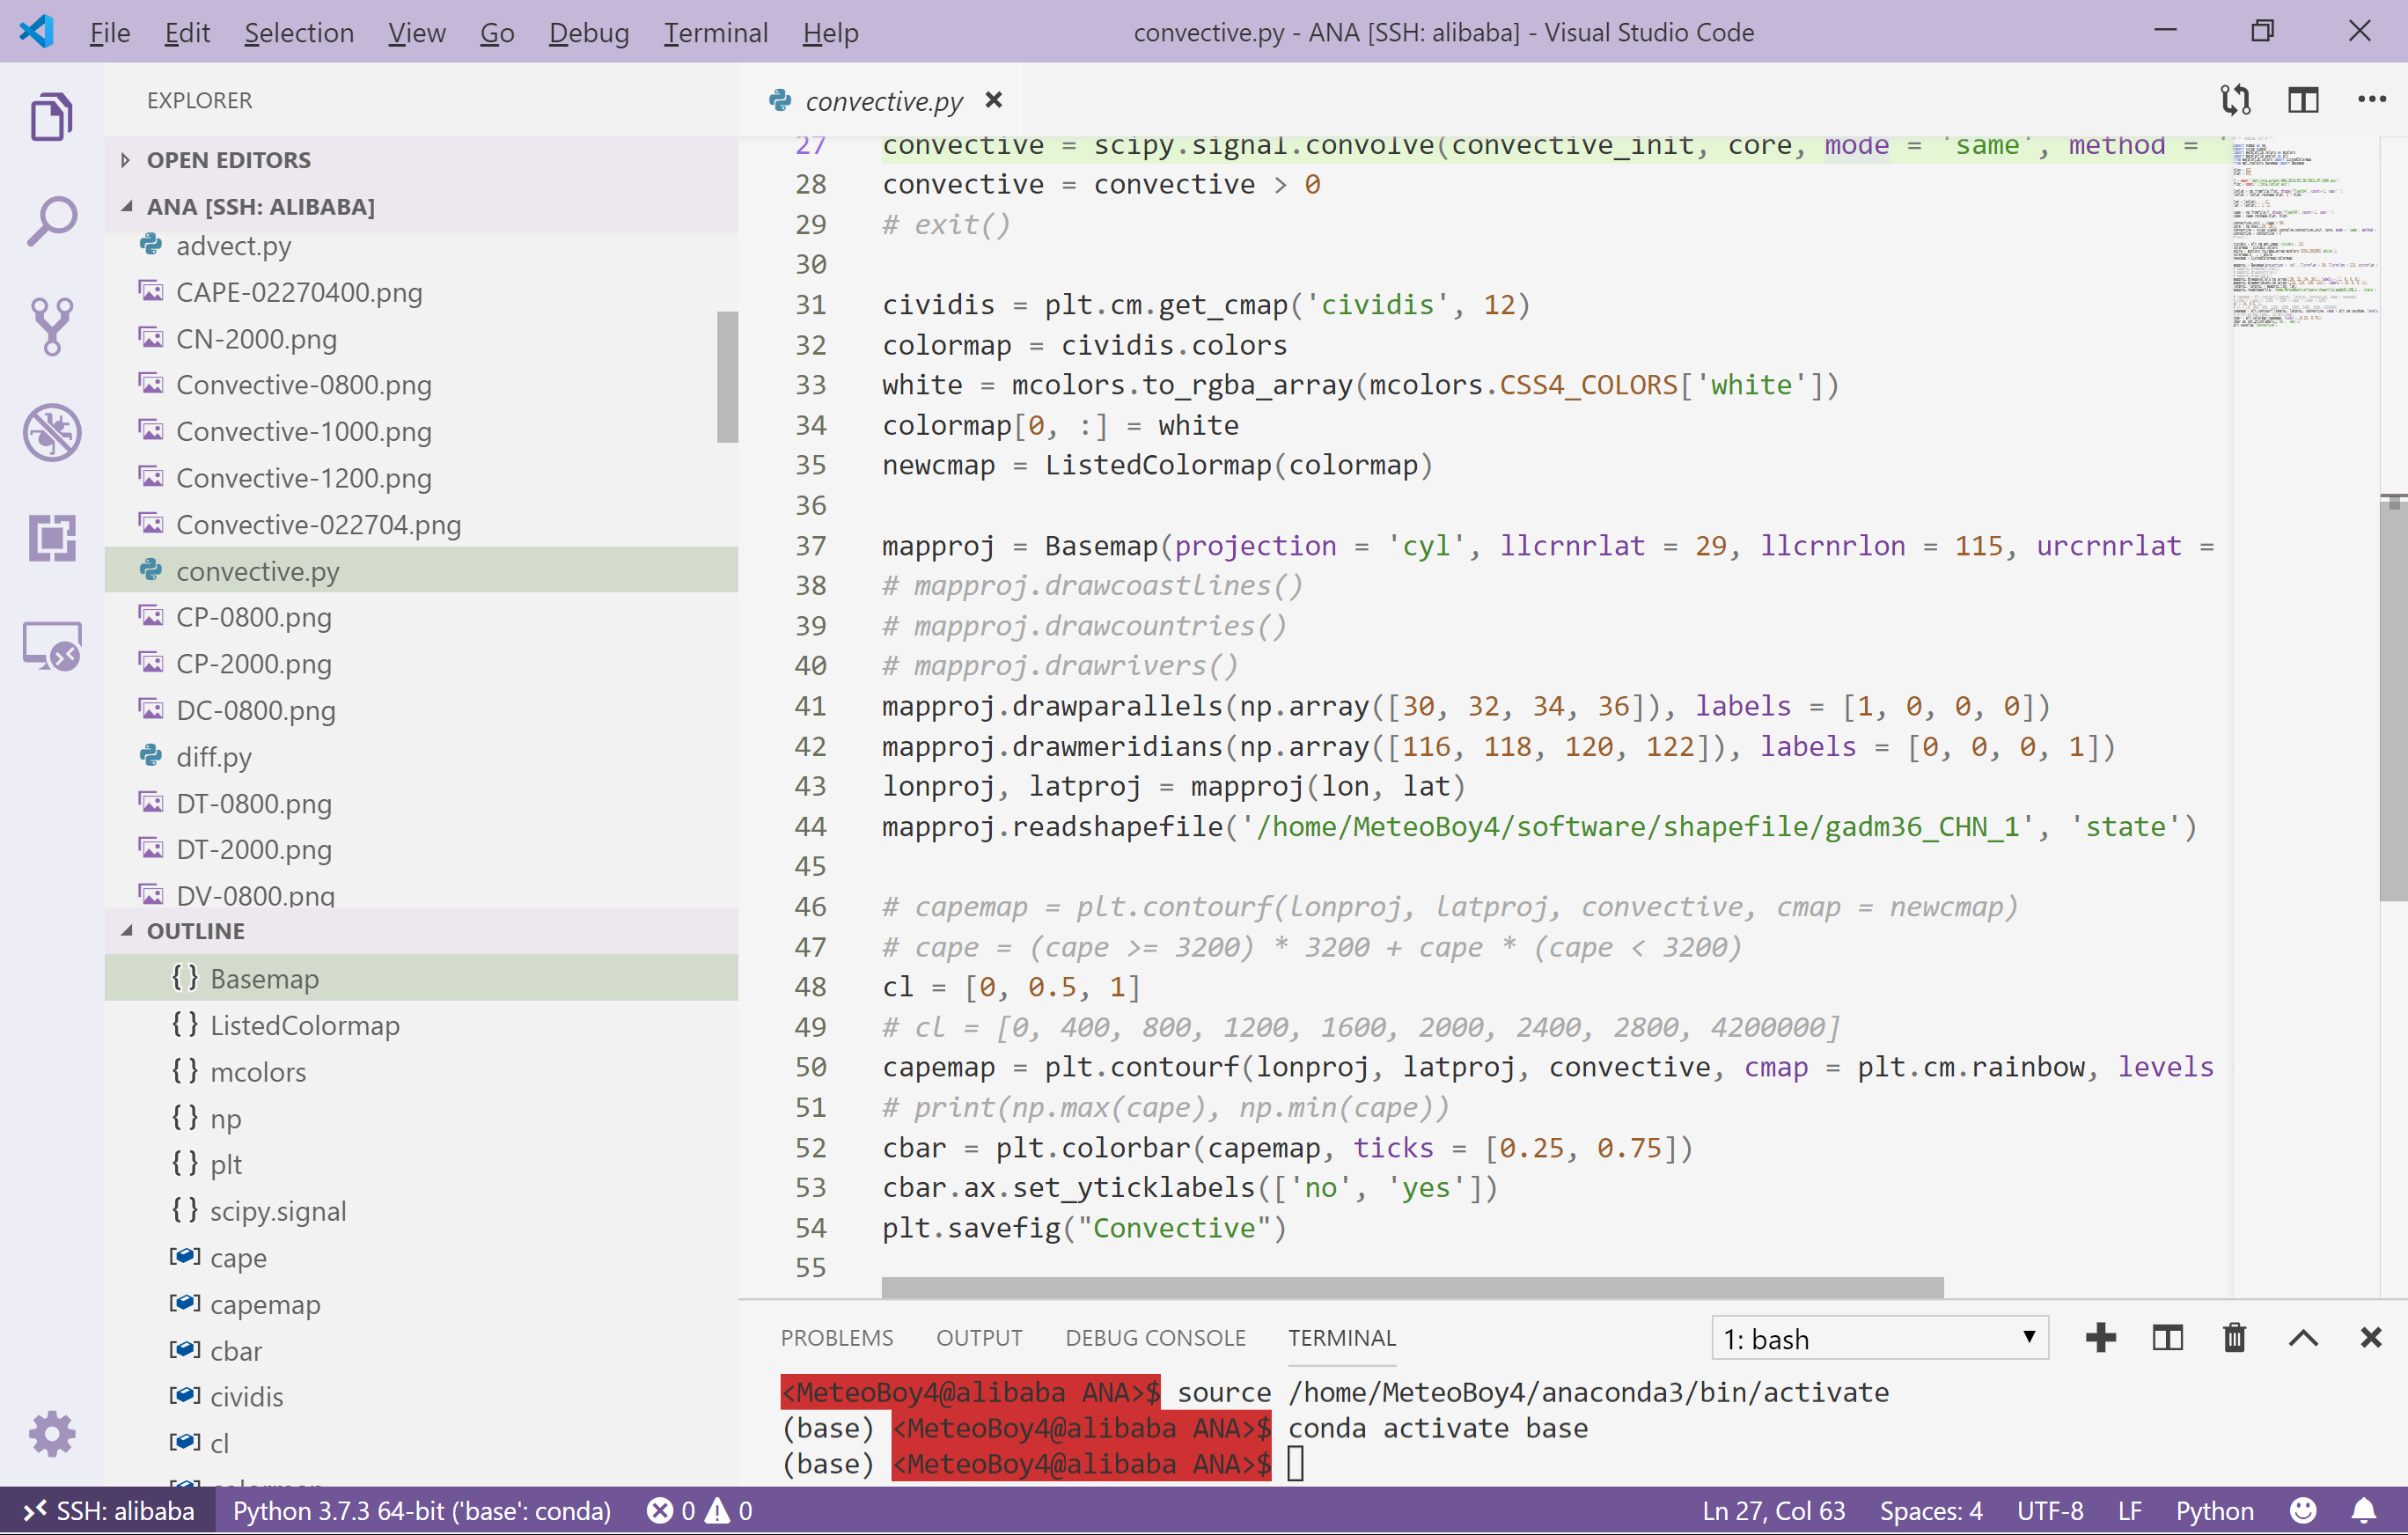 File Edit Selection View Go Debug Terminal Help
convective.py - ANA [SSH: alibaba] - Visual Studio Code
EXPLORER
OPEN EDITORS
ANA [SSH: ALIBABA]
advect.py
CAPE-02270400.png
CN-2000.png
Convective-0800.png
Convective-1000.png
Convective-1200.png
Convective-022704.png
convective.py
CP-0800.png
CP-2000.png
DC-0800.png
diff.py
DT-0800.png
DT-2000.png
DV-0800.png
OUTLINE
{ } Basemap
{ } ListedColormap
{ } mcolors
{ } np
{ } plt
{ } scipy.signal
cape
capemap
cbar
cividis
cl
convective.py
27 convective = scipy.signal.convolve(convective_init, core, mode = 'same', method = '
28 convective = convective > 0
29 # exit()
30
31 cividis = plt.cm.get_cmap('cividis', 12)
32 colormap = cividis.colors
33 white = mcolors.to_rgba_array(mcolors.CSS4_COLORS['white'])
34 colormap[0, :] = white
35 newcmap = ListedColormap(colormap)
36
37 mapproj = Basemap(projection = 'cyl', llcrnrlat = 29, llcrnrlon = 115, urcrnrlat =
38 # mapproj.drawcoastlines()
39 # mapproj.drawcountries()
40 # mapproj.drawrivers()
41 mapproj.drawparallels(np.array([30, 32, 34, 36]), labels = [1, 0, 0, 0])
42 mapproj.drawmeridians(np.array([116, 118, 120, 122]), labels = [0, 0, 0, 1])
43 lonproj, latproj = mapproj(lon, lat)
44 mapproj.readshapefile('/home/MeteoBoy4/software/shapefile/gadm36_CHN_1', 'state')
45
46 # capemap = plt.contourf(lonproj, latproj, convective, cmap = newcmap)
47 # cape = (cape >= 3200) * 3200 + cape * (cape < 3200)
48 cl = [0, 0.5, 1]
49 # cl = [0, 400, 800, 1200, 1600, 2000, 2400, 2800, 4200000]
50 capemap = plt.contourf(lonproj, latproj, convective, cmap = plt.cm.rainbow, levels
51 # print(np.max(cape), np.min(cape))
52 cbar = plt.colorbar(capemap, ticks = [0.25, 0.75])
53 cbar.ax.set_yticklabels(['no', 'yes'])
54 plt.savefig("Convective")
55
PROBLEMS OUTPUT DEBUG CONSOLE TERMINAL
1: bash
<MeteoBoy4@alibaba ANA>$ source /home/MeteoBoy4/anaconda3/bin/activate
(base) <MeteoBoy4@alibaba ANA>$ conda activate base
(base) <MeteoBoy4@alibaba ANA>$
SSH: alibaba Python 3.7.3 64-bit ('base': conda) 0 0
Ln 27, Col 63 Spaces: 4 UTF-8 LF Python